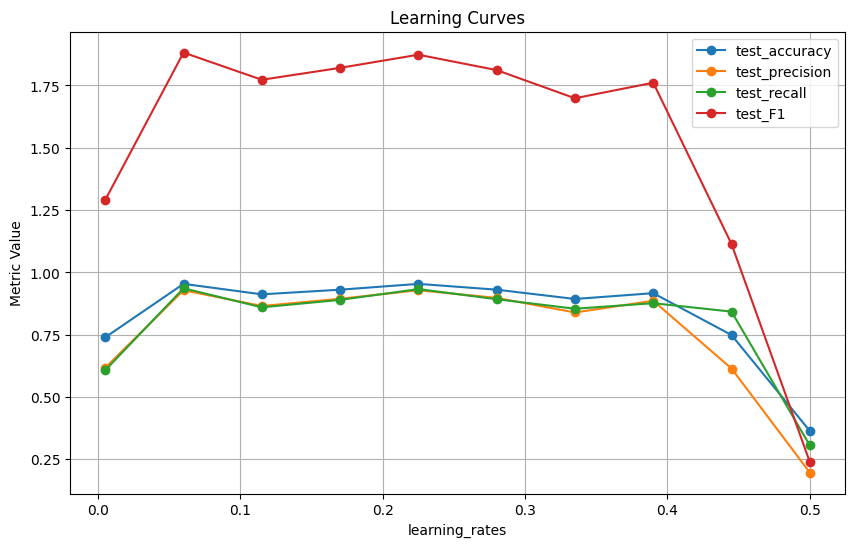 Learning Curves
test_accuracy
test_precision
test_recall
test_F1
Metric Value
1.75
1.50
1.25
1.00
0.75
0.50
0.25
0.0 0.1 0.2 0.3 0.4 0.5
learning_rates